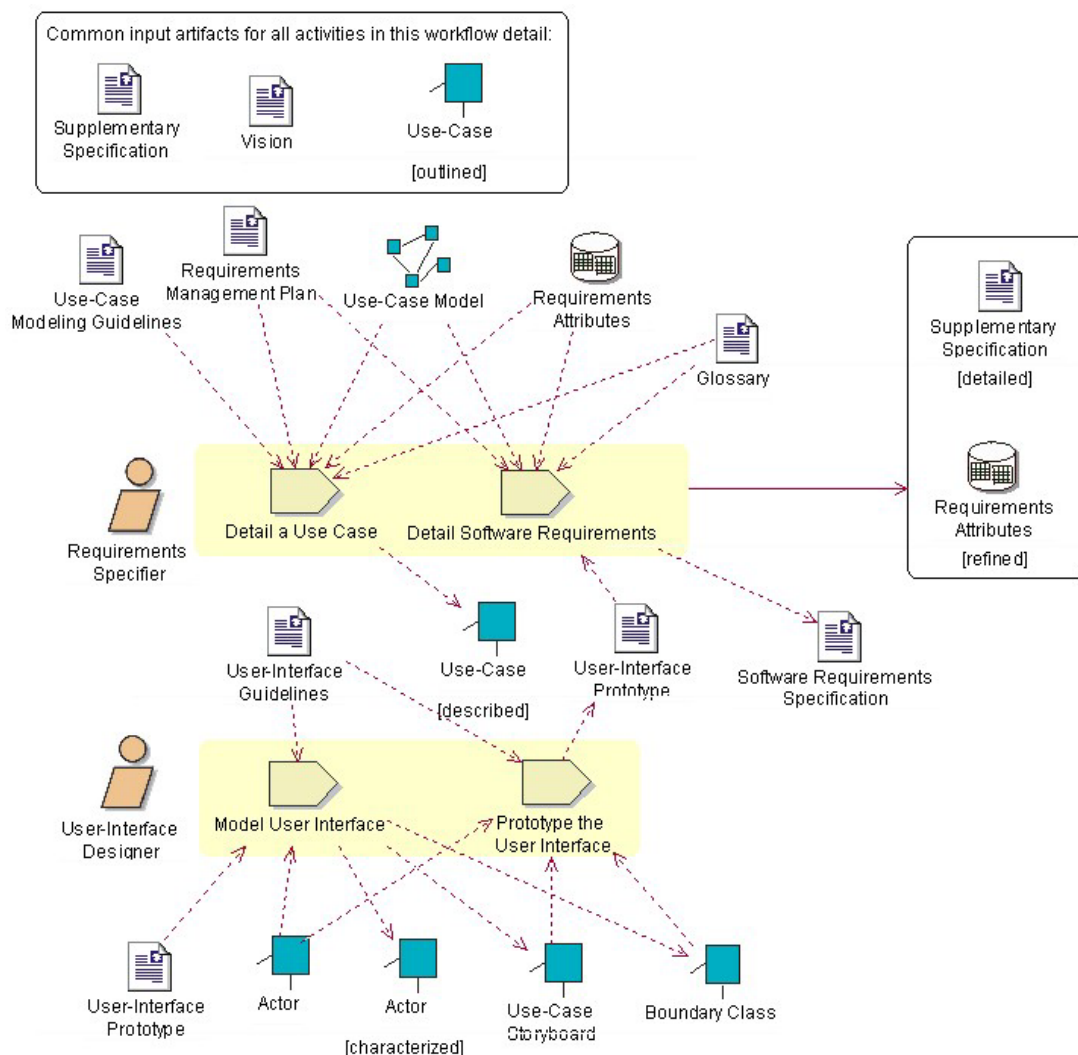 Common input artifacts for all activities in this workflow detail:
Supplementary
Specification
Vision
Use-Case
[outlined]
Use-Case
Modeling Guidelines
Requirements
Management Plan
Use-Case Model
Requirements
Attributes
Glossary
Supplementary
Specification
[detailed]
Requirements
Attributes
[refined]
Requirements
Specifier
Detail a Use Case
Detail Software Requirements
User-Interface
Guidelines
Use-Case
[described]
User-Interface
Prototype
Software Requirements
Specification
User-Interface
Designer
Model User Interface
Prototype the
User Interface
User-Interface
Prototype
Actor
Actor
[characterized]
Use-Case
Storyboard
Boundary Class